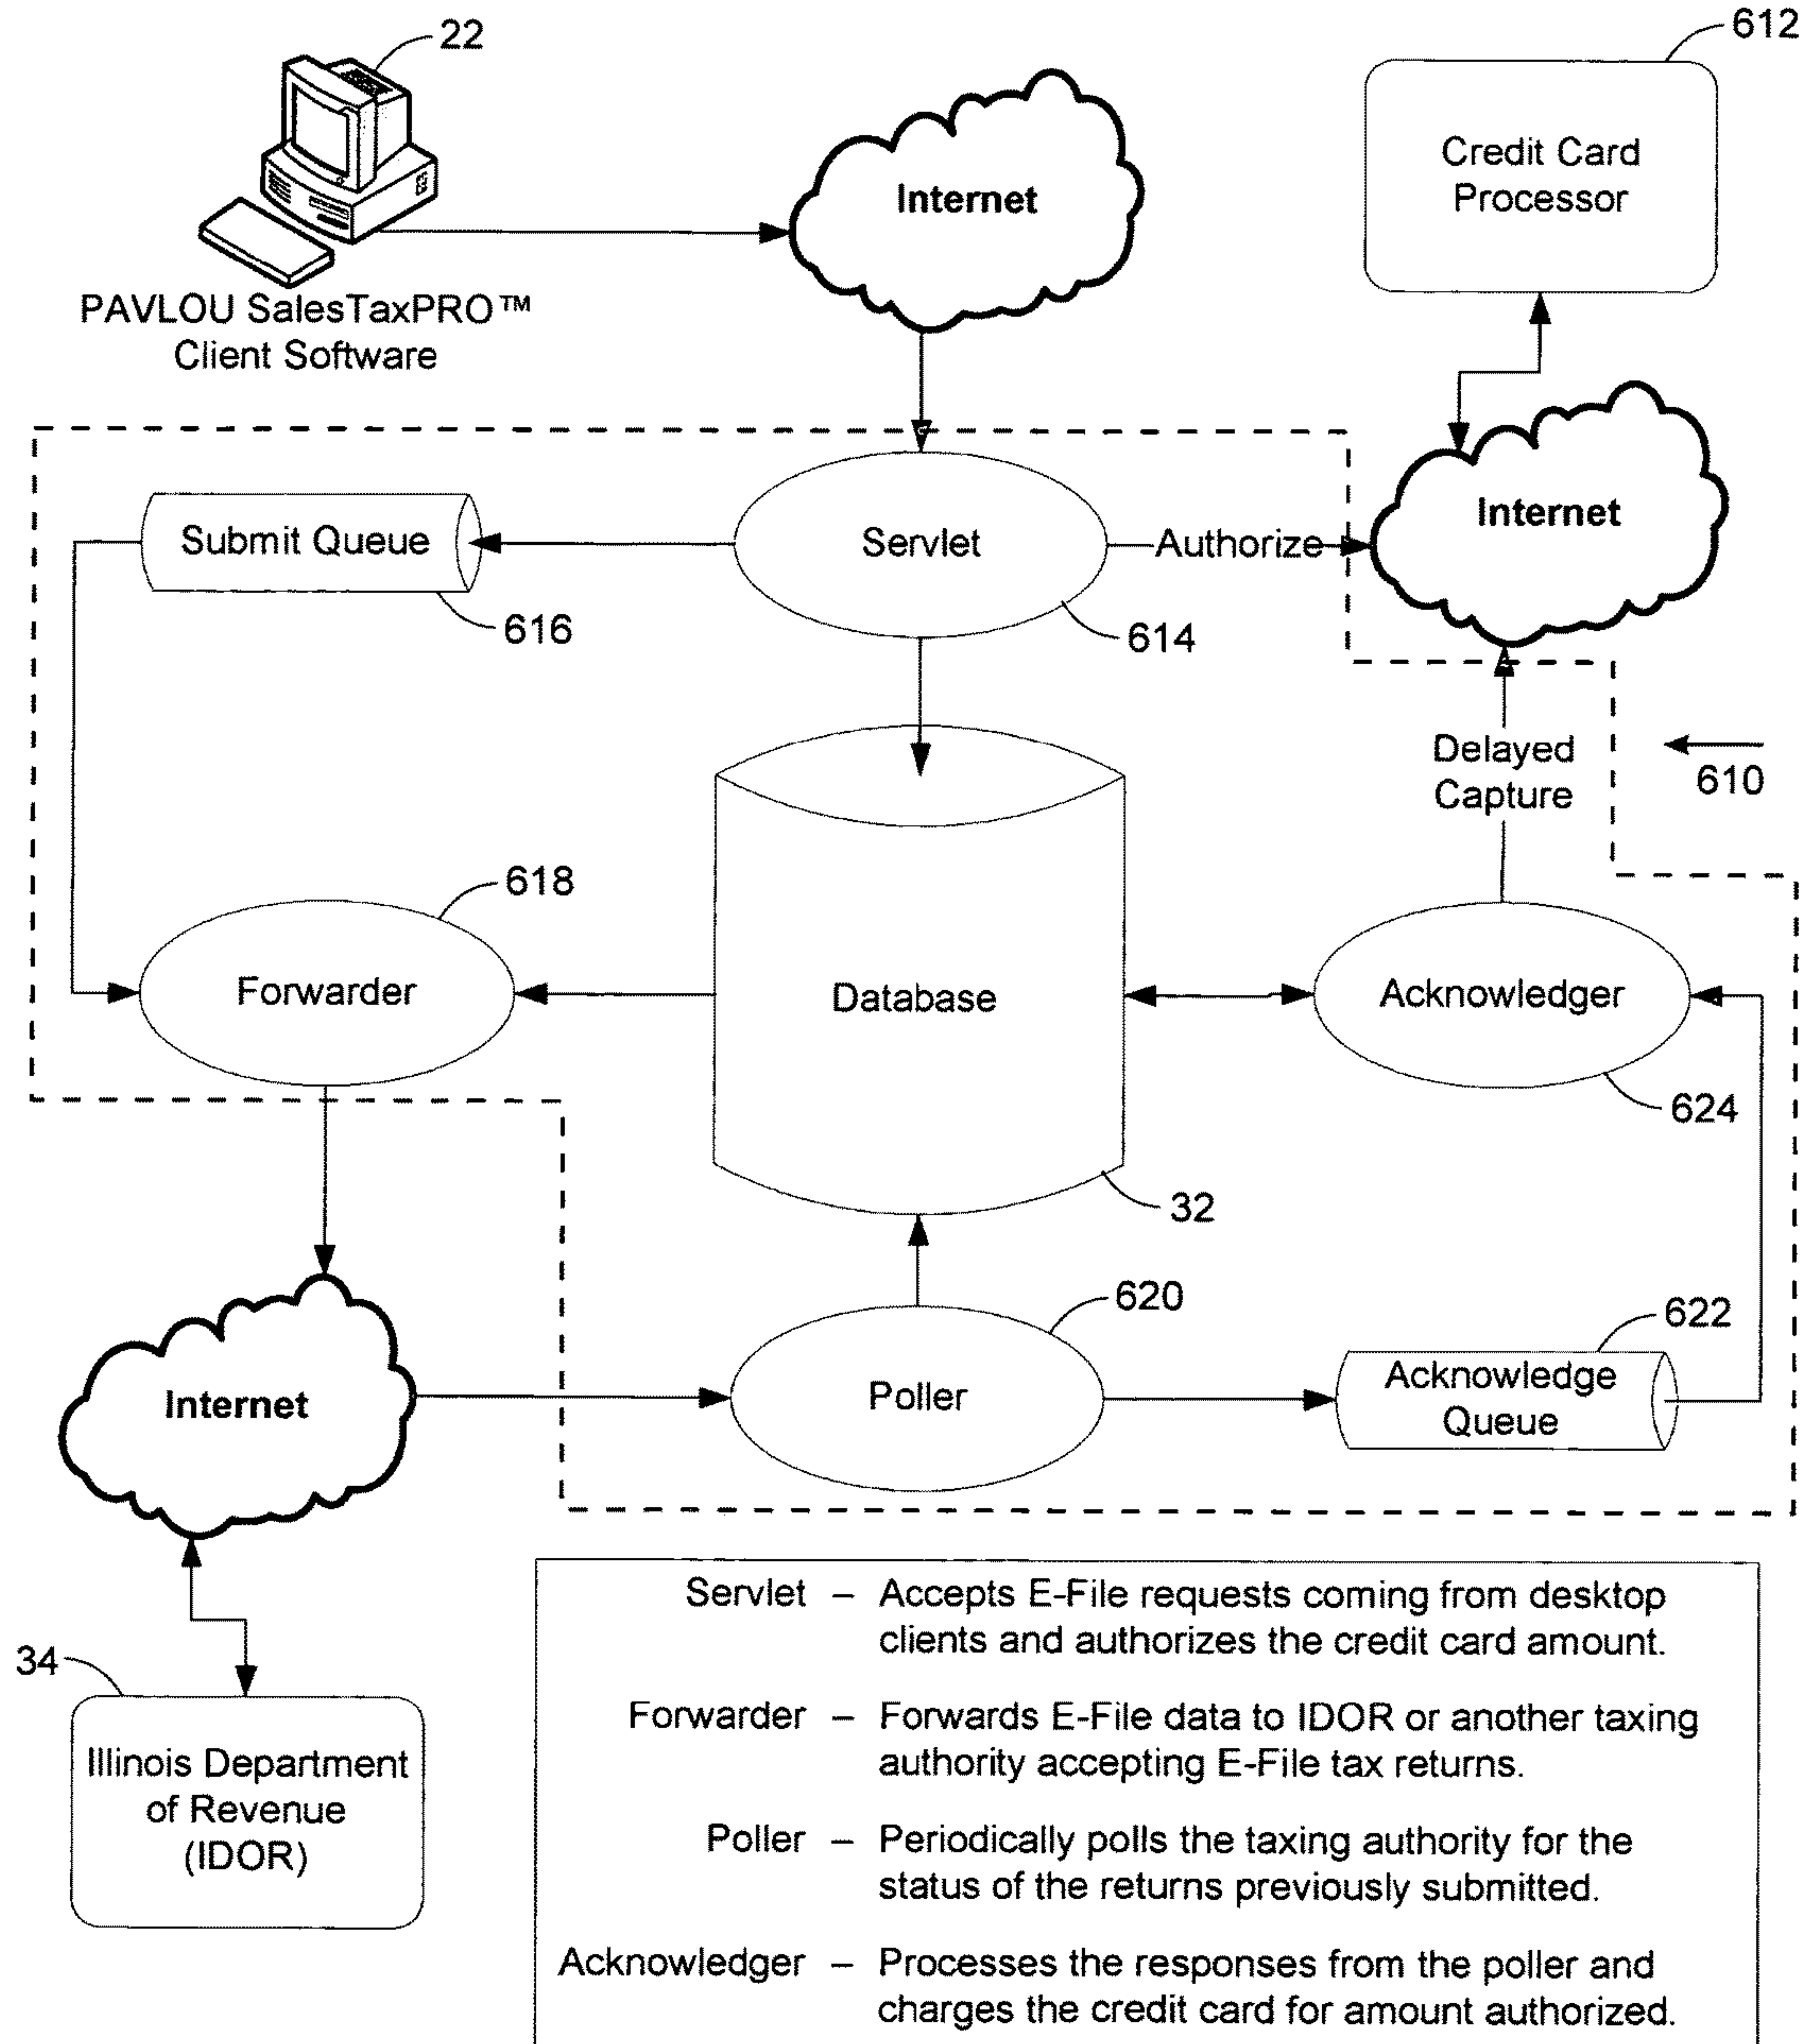 22
612
Internet
Credit Card
Processor
PAVLOU SalesTaxPRO™
Client Software
Internet
Submit Queue
Servlet
Authorize
616
614
Delayed
Capture
610
618
Forwarder
Database
Acknowledger
624
32
620
622
Internet
Poller
Acknowledge
Queue
34
Illinois Department
of Revenue
(IDOR)
Servlet – Accepts E-File requests coming from desktop
clients and authorizes the credit card amount.
Forwarder – Forwards E-File data to IDOR or another taxing
authority accepting E-File tax returns.
Poller – Periodically polls the taxing authority for the
status of the returns previously submitted.
Acknowledger – Processes the responses from the poller and
charges the credit card for amount authorized.